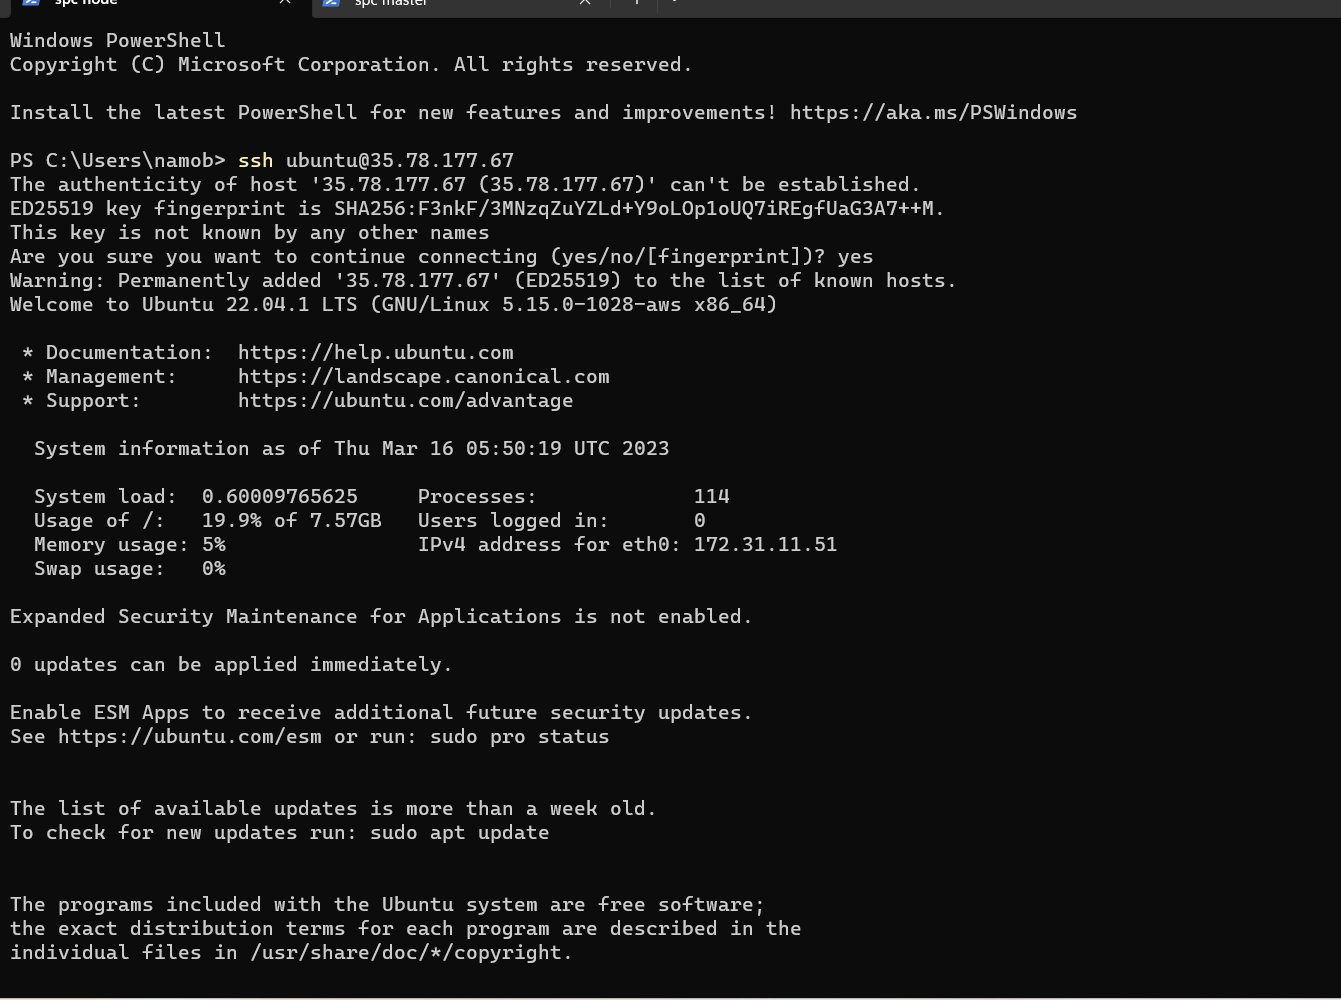 spc node
spc master
Windows PowerShell
Copyright (C) Microsoft Corporation. All rights reserved.
Install the latest PowerShell for new features and improvements! https://aka.ms/PSWindows
PS C:\Users\namob> ssh ubuntu@35.78.177.67
The authenticity of host '35.78.177.67 (35.78.177.67)' can't be established.
ED25519 key fingerprint is SHA256:F3nkF/3MNzqZuYZLd+Y9oLOp1oUQ7iREgfUaG3A7++M.
This key is not known by any other names
Are you sure you want to continue connecting (yes/no/[fingerprint])? yes
Warning: Permanently added '35.78.177.67' (ED25519) to the list of known hosts.
Welcome to Ubuntu 22.04.1 LTS (GNU/Linux 5.15.0-1028-aws x86_64)
* Documentation:  https://help.ubuntu.com
* Management:     https://landscape.canonical.com
* Support:        https://ubuntu.com/advantage
System information as of Thu Mar 16 05:50:19 UTC 2023
System load:  0.60009765625     Processes:             114
Usage of /:   19.9% of 7.57GB   Users logged in:       0
Memory usage: 5%                IPv4 address for eth0: 172.31.11.51
Swap usage:   0%
Expanded Security Maintenance for Applications is not enabled.
0 updates can be applied immediately.
Enable ESM Apps to receive additional future security updates.
See https://ubuntu.com/esm or run: sudo pro status
The list of available updates is more than a week old.
To check for new updates run: sudo apt update
The programs included with the Ubuntu system are free software;
the exact distribution terms for each program are described in the
individual files in /usr/share/doc/*/copyright.